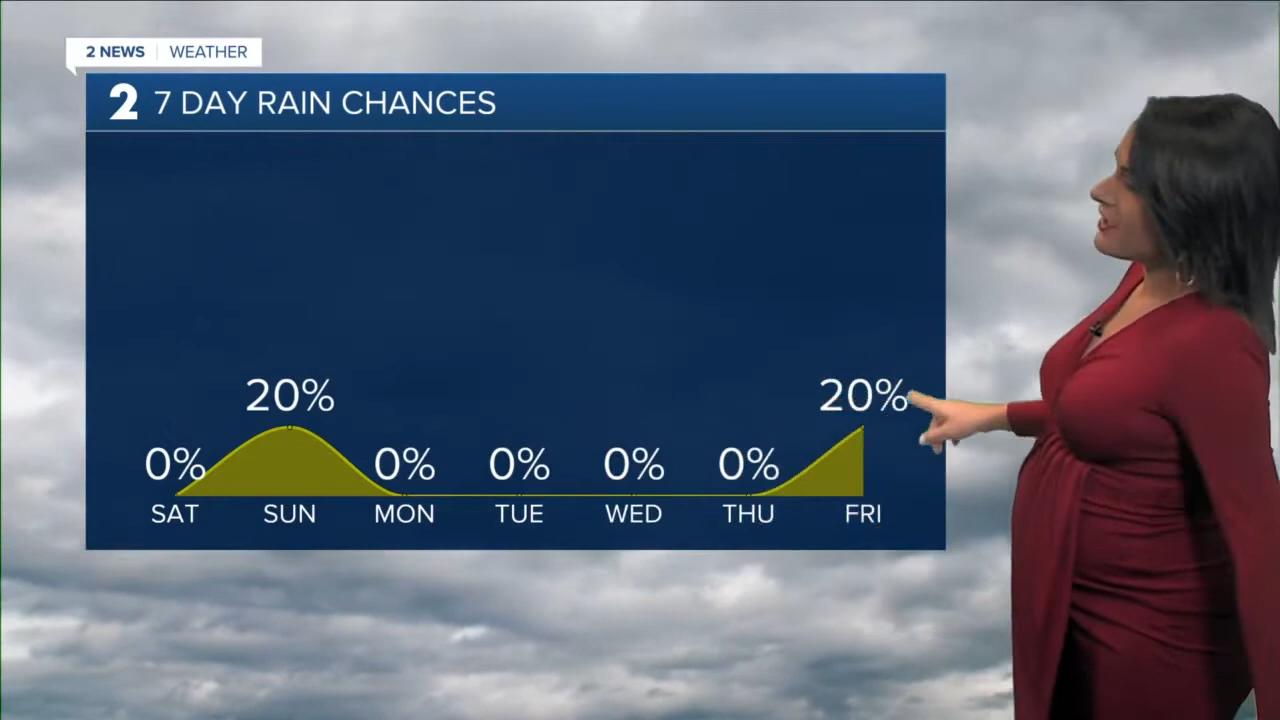 2 NEWS WEATHER
2 7 DAY RAIN CHANCES
20% 20%
0% 0% 0% 0% 0%
SAT SUN MON TUE WED THU FRI